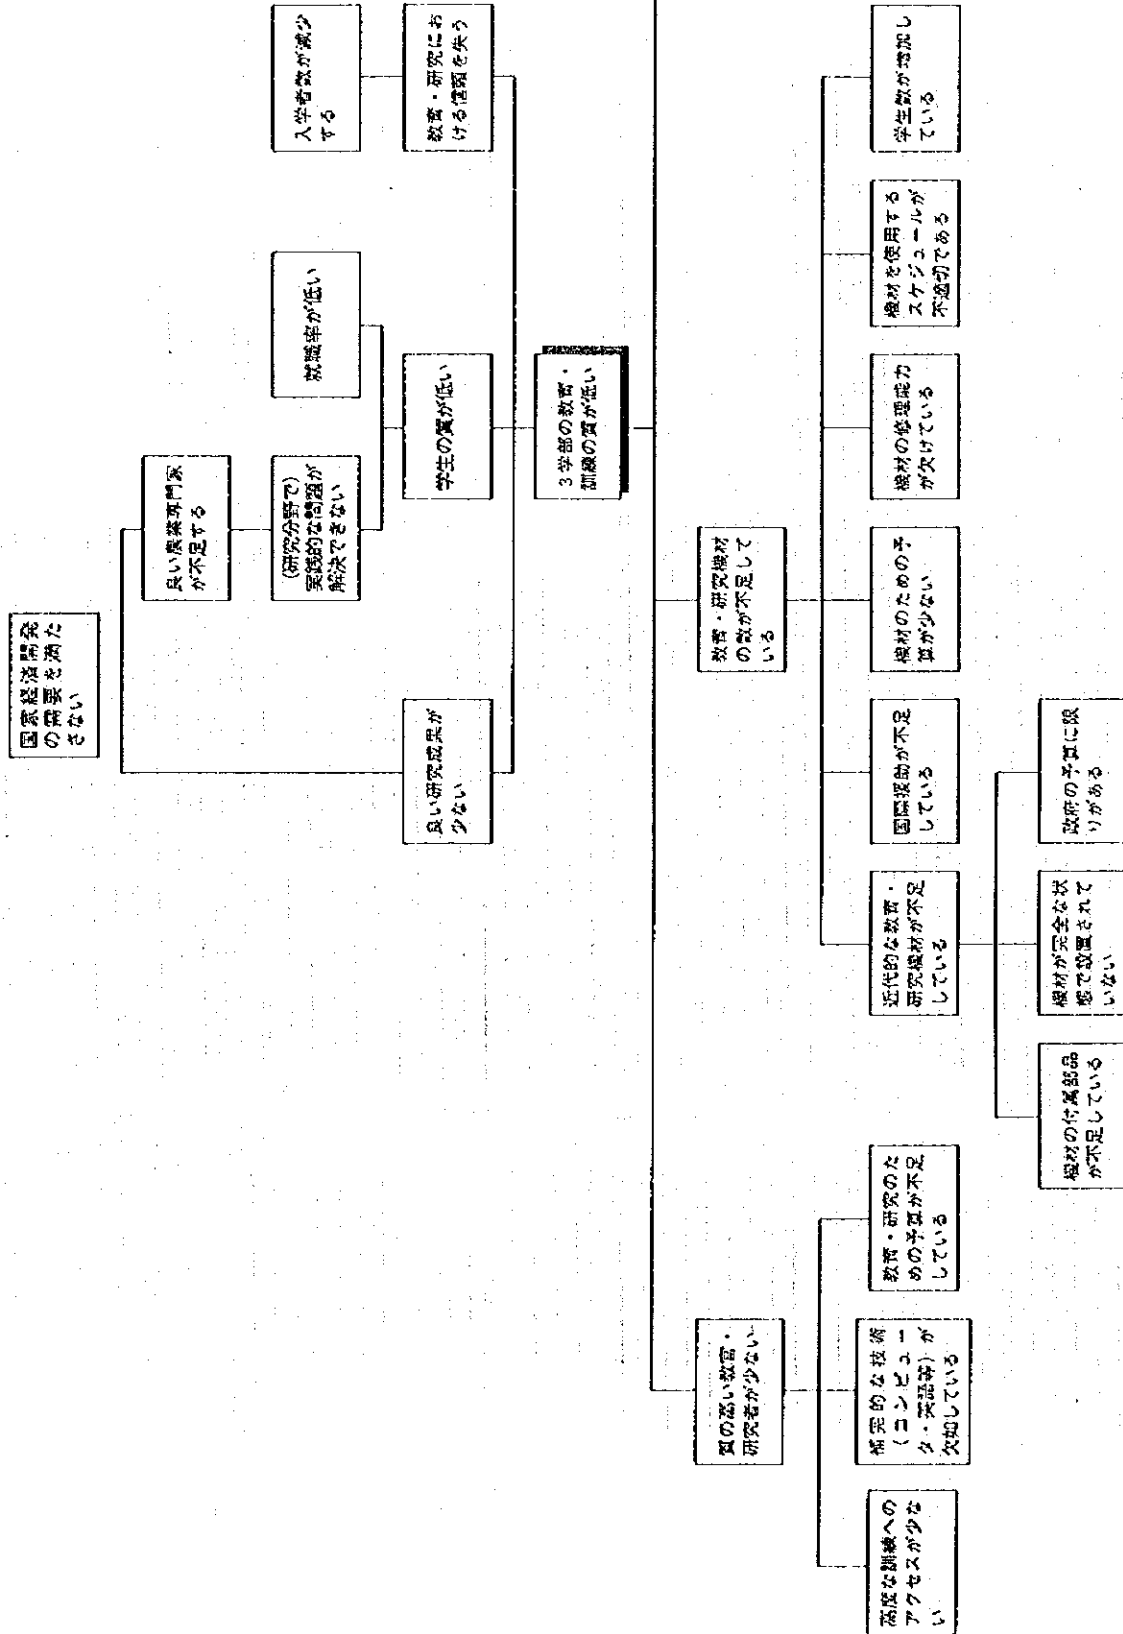 国家経済開発
の需要を満た
さない
良い農業専門家
が不足する
(研究分野で)
実践的な問題が
解決できない
就職率が低い
入学者数が減少
する
良い研究成果が
少ない
学生の質が低い
教育・研究にお
ける信頼を失う
3学部の教育・
訓練の質が低い
質の高い教官・
研究者が少ない
教育・研究機材
の数が不足して
いる
高度な訓練への
アクセスが少な
い
補完的な技術
(コンピュー
タ・英語等)が
欠如している
教育・研究のた
めの予算が不足
している
近代的な教育・
研究機材が不足
している
国際援助が不足
している
機材のための予
算が少ない
機材の修理能力
が欠けている
機材を使用する
スケジュールが
不適切である
学生数が増加し
ている
機材の付属部品
が不足している
機材が完全な状
態で設置されて
いない
政府の予算に限
りがある